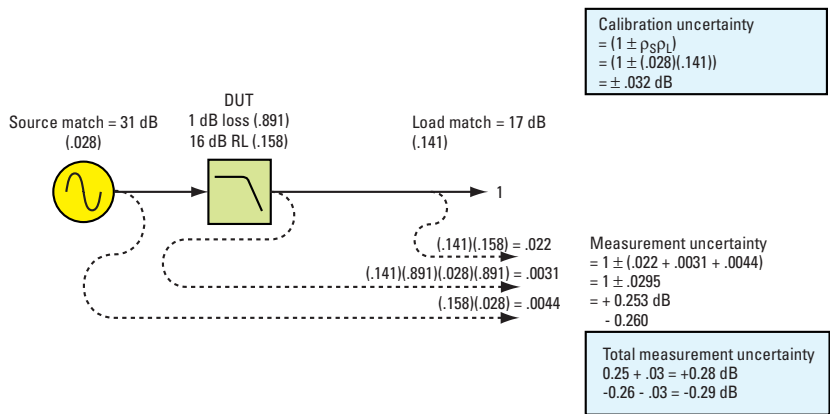 Calibration uncertainty
= (1 ± ρSρL)
= (1 ± (.028)(.141))
= ± .032 dB
DUT
1 dB loss (.891)
16 dB RL (.158)
Source match = 31 dB
(.028)
Load match = 17 dB
(.141)
1
(.141)(.158) = .022
(.141)(.891)(.028)(.891) = .0031
(.158)(.028) = .0044
Measurement uncertainty
= 1 ± (.022 + .0031 + .0044)
= 1 ± .0295
= + 0.253 dB
- 0.260
Total measurement uncertainty
0.25 + .03 = +0.28 dB
-0.26 - .03 = -0.29 dB